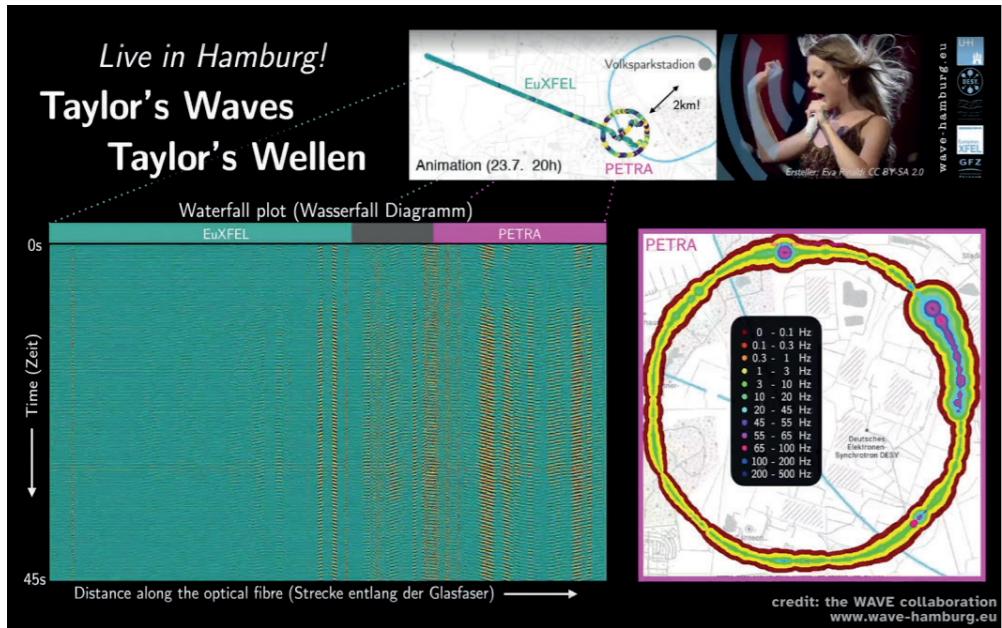 Live in Hamburg!
Taylor's Waves
Taylor's Wellen
EuXFEL
Volksparkstadion
2km!
Animation (23.7. 20h)
PETRA
Ersteller: Eva Rinaldi CC BY-SA 2.0
wave-hamburg.eu
UHH
DESY.
European
XFEL
GFZ
Waterfall plot (Wasserfall Diagramm)
EuXFEL
PETRA
0s
Time (Zeit)
45s
Distance along the optical fibre (Strecke entlang der Glasfaser)
PETRA
0 - 0.1 Hz
0.1 - 0.3 Hz
0.3 - 1 Hz
1 - 3 Hz
3 - 10 Hz
10 - 20 Hz
20 - 45 Hz
45 - 55 Hz
55 - 65 Hz
65 - 100 Hz
100 - 200 Hz
200 - 500 Hz
Deutsches
Elektronen-
Synchrotron DESY
credit: the WAVE collaboration
www.wave-hamburg.eu